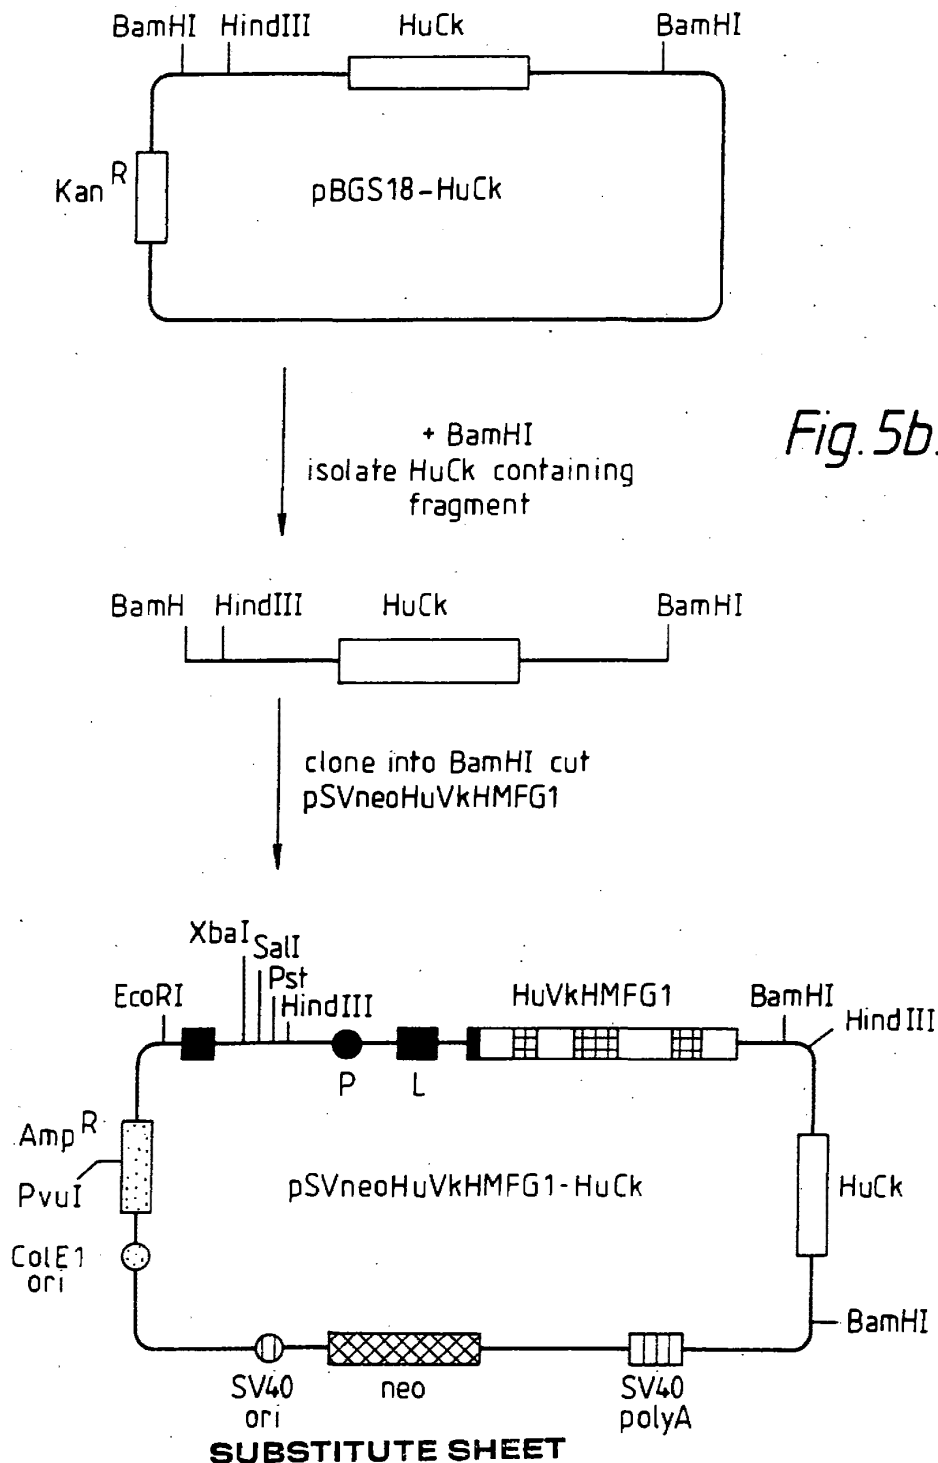 BamHI HindIII HuCk BamHI
Kan R
pBGS18-HuCk
+ BamHI
isolate HuCk containing
fragment
Fig. 5b.
BamH HindIII HuCk BamHI
clone into BamHI cut
pSVneoHuVkHMFG1
XbaI
SalI
Pst
HindIII
EcoRI
HuVkHMFG1
BamHI
HindIII
P L
Amp R
PvuI
pSVneoHuVkHMFG1-HuCk
HuCk
ColE1
ori
BamHI
SV40
ori
neo
SV40
polyA
SUBSTITUTE SHEET